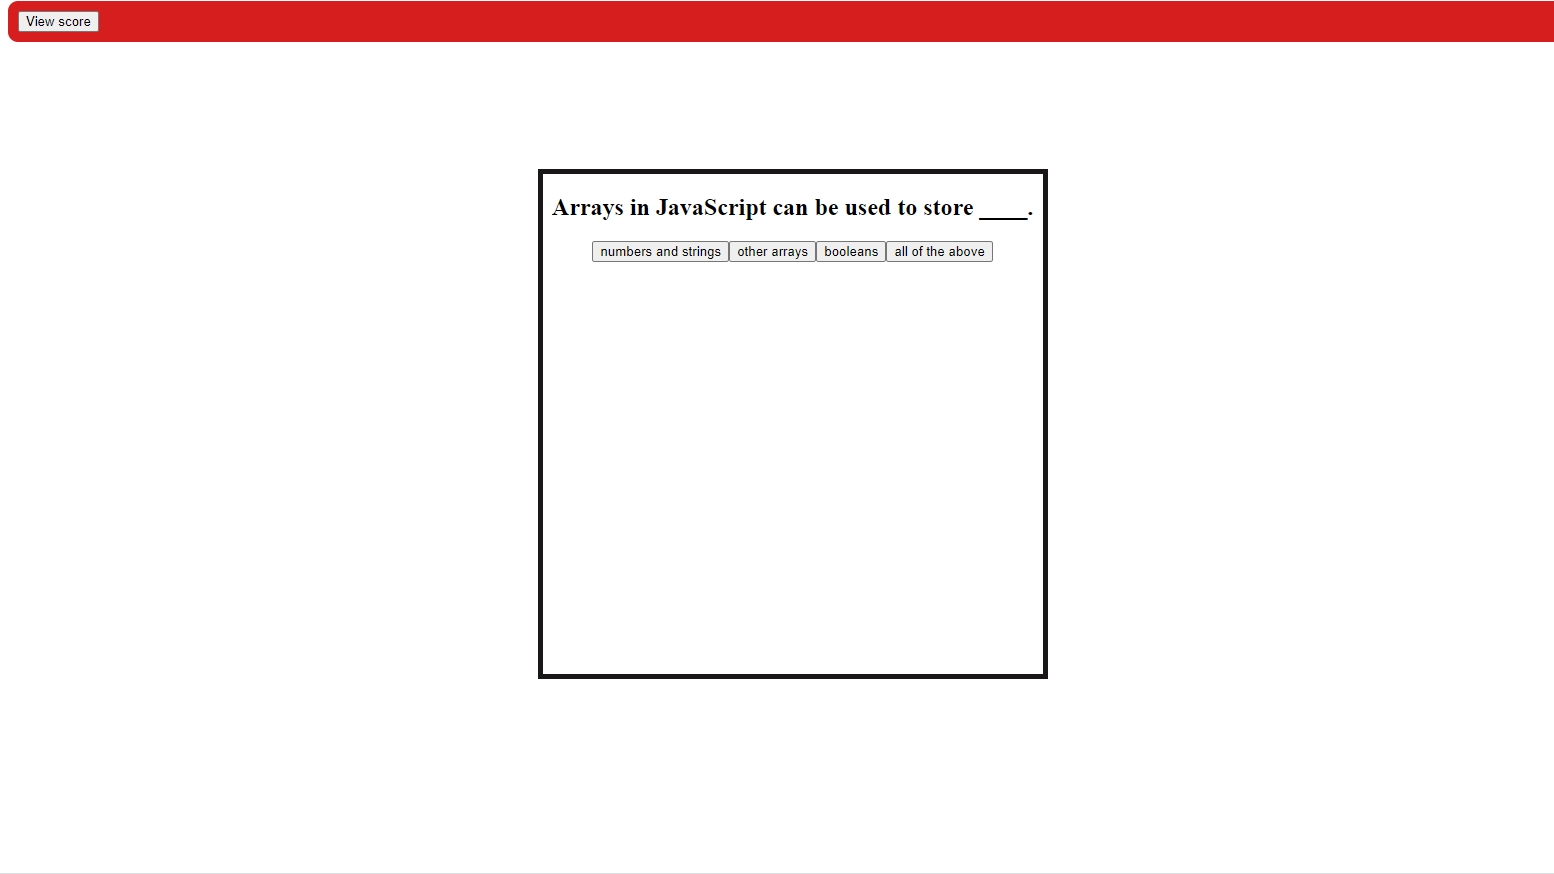 View score
Arrays in JavaScript can be used to store ____.
numbers and strings other arrays booleans all of the above